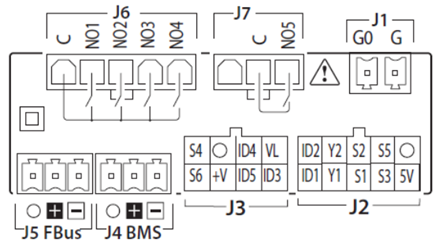 J6 J7 J1
C NO1 NO2 NO3 NO4 C NO5 G0 G
S4 ID4 VL ID2 Y2 S2 S5
S6 +V ID5 ID3 ID1 Y1 S1 S3 5V
J5 FBus J4 BMS J3 J2